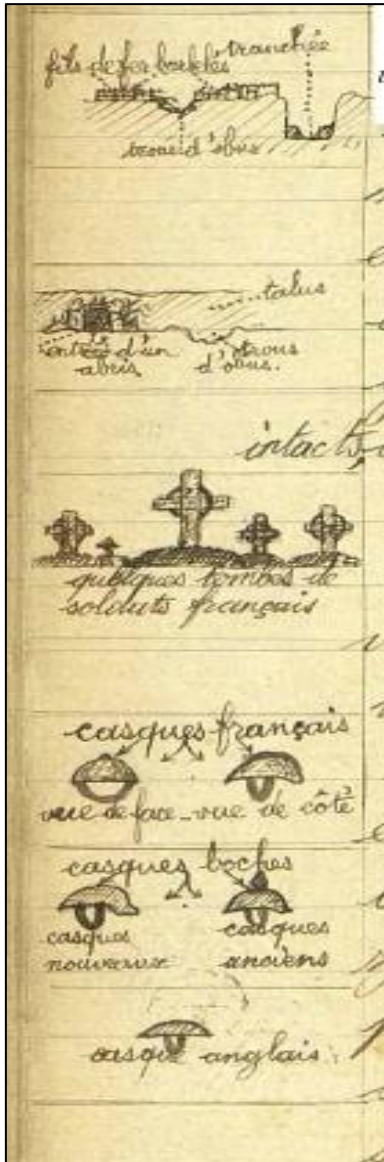 tranchée
fils de fer barbelés
trous d'obus
talus
entrée d'un
abris
trous
d'obus.
intacts
quelques tombes de
soldats français
casques français
vue de face - vue de côté
casques boches
casques
nouveaux
casques
anciens
casque anglais